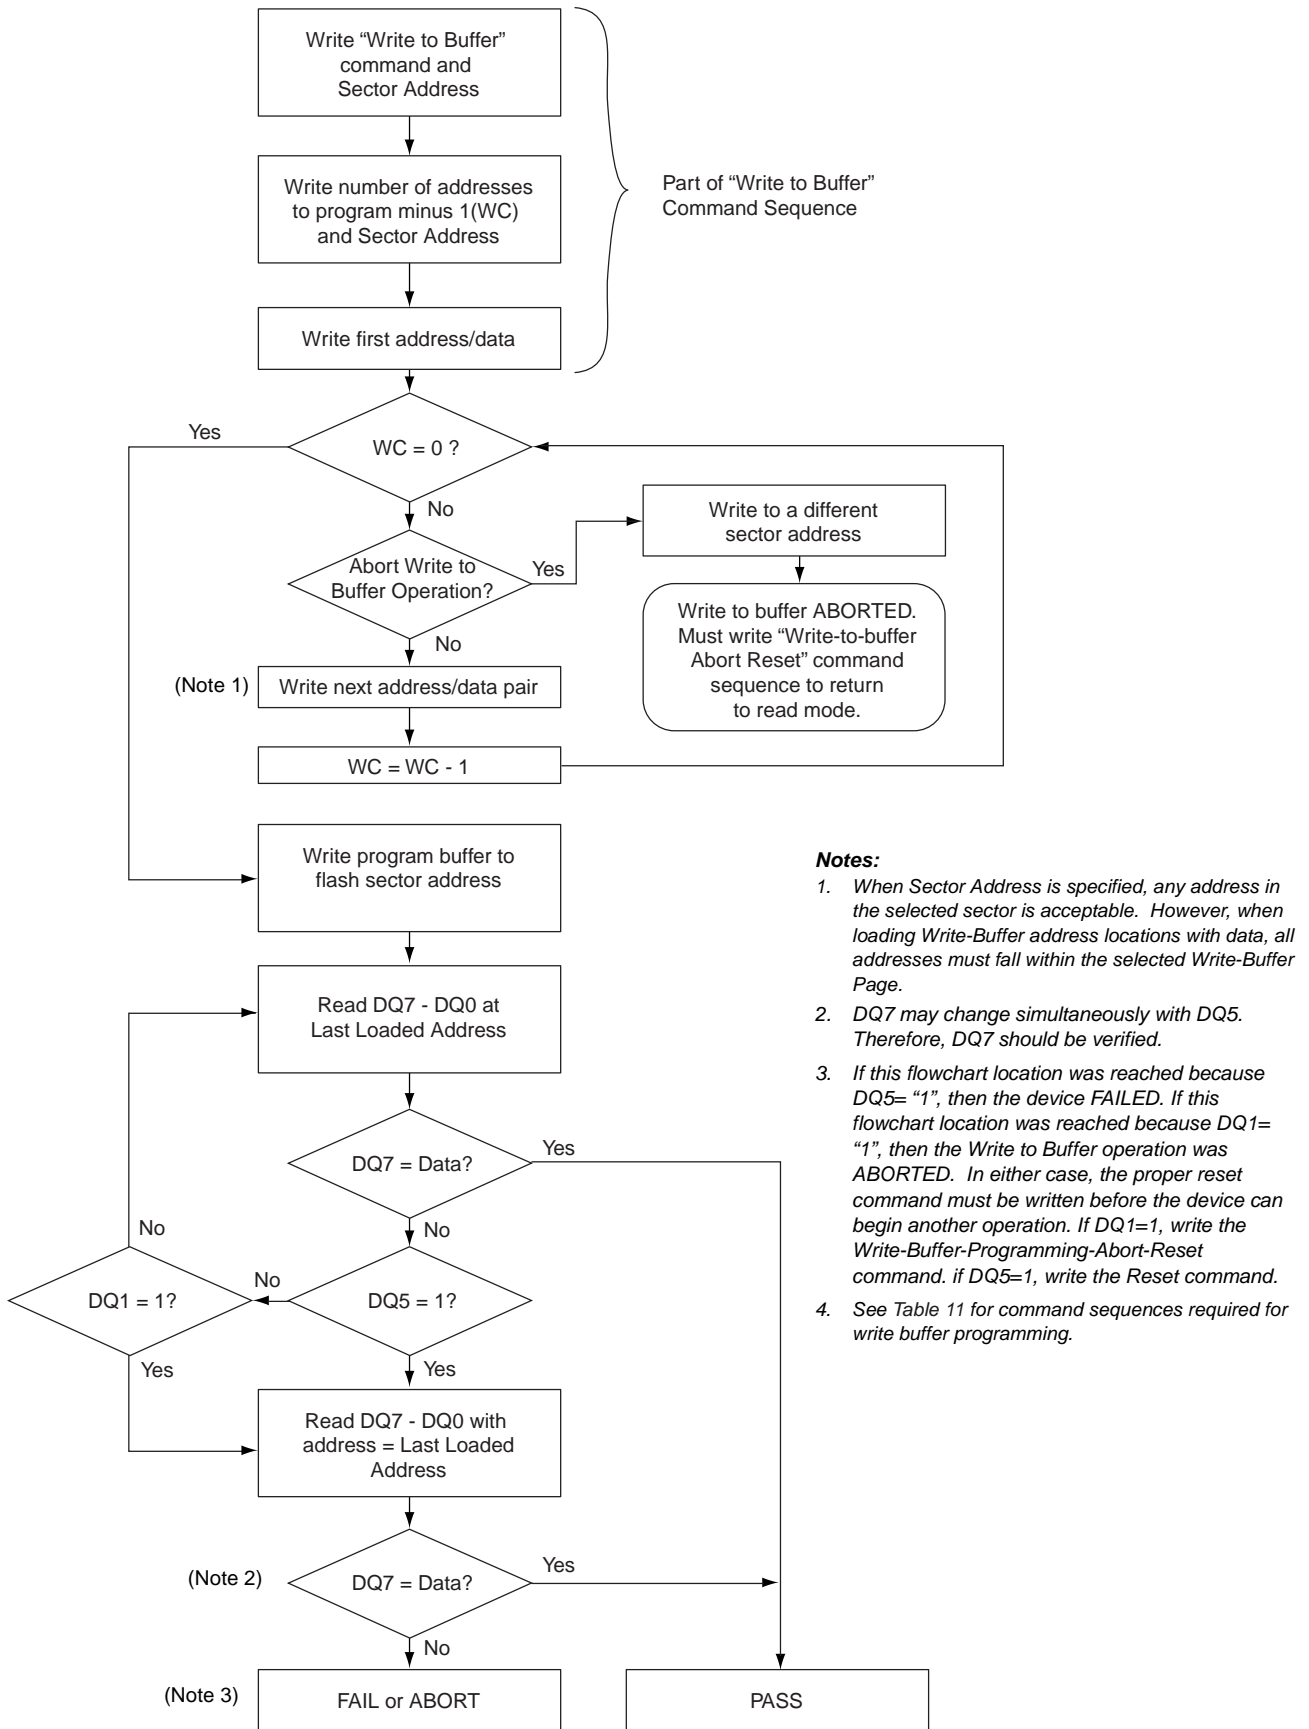 Write “Write to Buffer”
command and
Sector Address
Write number of addresses
to program minus 1(WC)
and Sector Address
Part of “Write to Buffer”
Command Sequence
Write first address/data
Yes
WC = 0 ?
No
Write to a different
sector address
Abort Write to
Buffer Operation?
Yes
Write to buffer ABORTED.
Must write “Write-to-buffer
Abort Reset” command
sequence to return
to read mode.
No
(Note 1)
Write next address/data pair
WC = WC - 1
Write program buffer to
flash sector address
Read DQ7 - DQ0 at
Last Loaded Address
DQ7 = Data?
Yes
No
No
No
DQ1 = 1?
DQ5 = 1?
Yes
Yes
Read DQ7 - DQ0 with
address = Last Loaded
Address
(Note 2)
DQ7 = Data?
Yes
No
(Note 3)
FAIL or ABORT
PASS
Notes:
1. When Sector Address is specified, any address in
the selected sector is acceptable. However, when
loading Write-Buffer address locations with data, all
addresses must fall within the selected Write-Buffer
Page.
2. DQ7 may change simultaneously with DQ5.
Therefore, DQ7 should be verified.
3. If this flowchart location was reached because
DQ5= “1”, then the device FAILED. If this
flowchart location was reached because DQ1=
“1”, then the Write to Buffer operation was
ABORTED. In either case, the proper reset
command must be written before the device can
begin another operation. If DQ1=1, write the
Write-Buffer-Programming-Abort-Reset
command. if DQ5=1, write the Reset command.
4. See Table 11 for command sequences required for
write buffer programming.